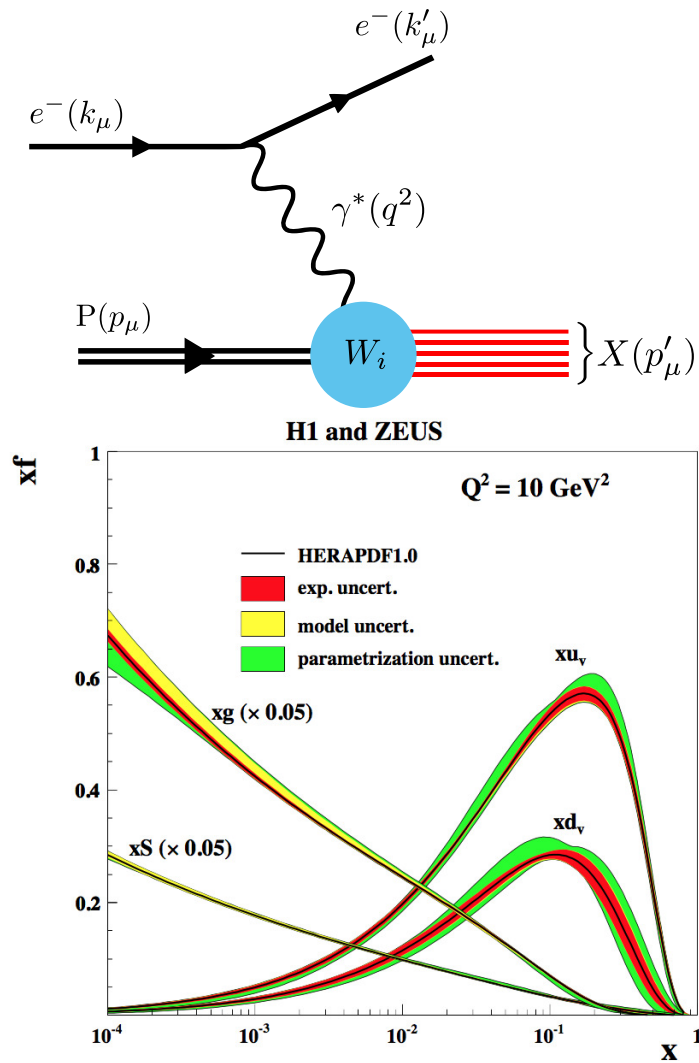 e⁻(k′μ)
e⁻(kμ)
γ*(q²)
P(pμ)
Wᵢ
} X(p′μ)
H1 and ZEUS
xf
1
Q² = 10 GeV²
HERAPDF1.0
0.8
exp. uncert.
model uncert.
parametrization uncert.
xuᵥ
0.6
xg (× 0.05)
0.4
xdᵥ
xS (× 0.05)
0.2
10⁻⁴ 10⁻³ 10⁻² 10⁻¹ 1
x